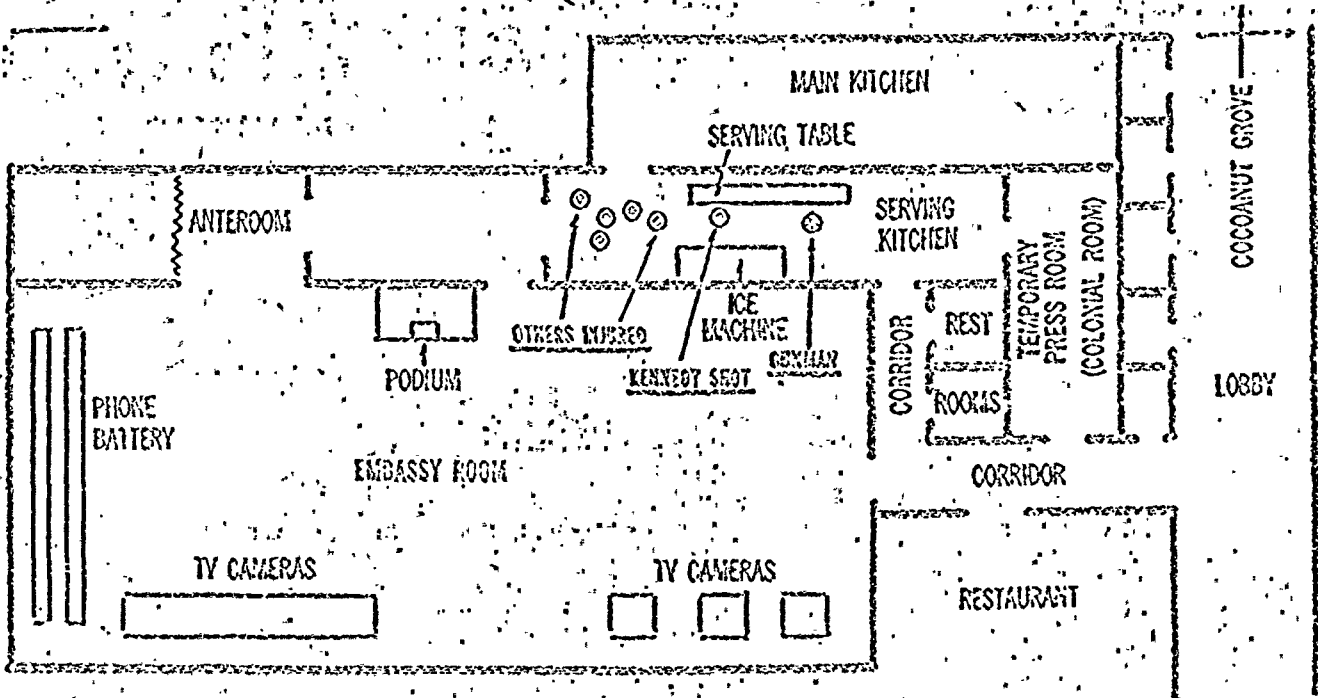 MAIN KITCHEN
SERVING TABLE
COCOANUT GROVE
ANTEROOM
SERVING
KITCHEN
TEMPORARY
PRESS ROOM
(COLONIAL ROOM)
ICE
MACHINE
OTHERS INJURED
KENNEDY SHOT
GUNMAN
CORRIDOR
REST
ROOMS
PODIUM
PHONE
BATTERY
LOBBY
EMBASSY ROOM
CORRIDOR
TV CAMERAS
TV CAMERAS
RESTAURANT